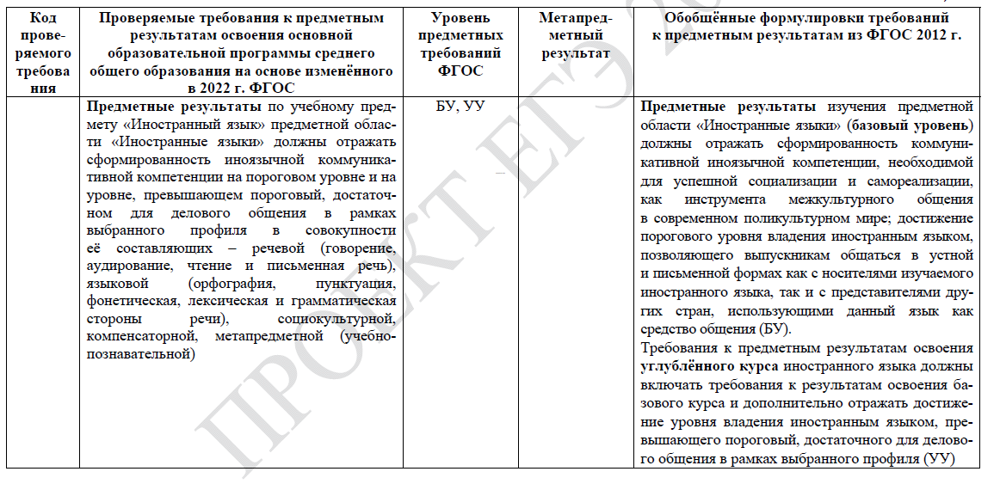 Код
прове-
ряемого
требова
ния
Проверяемые требования к предметным
результатам освоения основной
образовательной программы среднего
общего образования на основе изменённого
в 2022 г. ФГОС
Уровень
предметных
требований
ФГОС
Метапред-
метный
результат
Обобщённые формулировки требований
к предметным результатам из ФГОС 2012 г.
Предметные результаты по учебному пред-
мету «Иностранный язык» предметной облас-
ти «Иностранные языки» должны отражать
сформированность иноязычной коммуника-
тивной компетенции на пороговом уровне и на
уровне, превышающем пороговый, достаточ-
ном для делового общения в рамках
выбранного профиля в совокупности
её составляющих – речевой (говорение,
аудирование, чтение и письменная речь),
языковой (орфография, пунктуация,
фонетическая, лексическая и грамматическая
стороны речи), социокультурной,
компенсаторной, метапредметной (учебно-
познавательной)
БУ, УУ
Предметные результаты изучения предметной
области «Иностранные языки» (базовый уровень)
должны отражать сформированность коммуни-
кативной иноязычной компетенции, необходимой
для успешной социализации и самореализации,
как инструмента межкультурного общения
в современном поликультурном мире; достижение
порогового уровня владения иностранным языком,
позволяющего выпускникам общаться в устной
и письменной формах как с носителями изучаемого
иностранного языка, так и с представителями дру-
гих стран, использующими данный язык как
средство общения (БУ).
Требования к предметным результатам освоения
углублённого курса иностранного языка должны
включать требования к результатам освоения ба-
зового курса и дополнительно отражать достиже-
ние уровня владения иностранным языком, пре-
вышающего пороговый, достаточного для делово-
го общения в рамках выбранного профиля (УУ)
ПРОЕКТ ЕГЭ 20